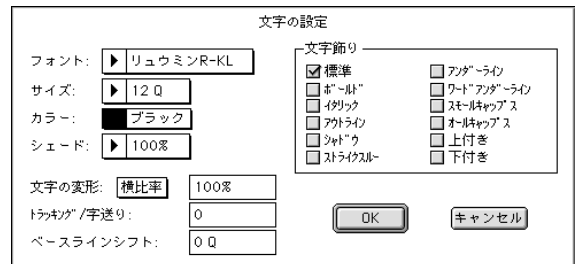 文字の設定
フォント: リュウミンR-KL
サイズ: 12 Q
カラー: ブラック
シェード: 100%
文字の変形: 横比率 100%
ﾄﾗｯｷﾝｸﾞ/字送り: 0
ベースラインシフト: 0 Q
文字飾り
標準 ｱﾝﾀﾞｰﾗｲﾝ
ﾎﾞｰﾙﾄﾞ ﾜｰﾄﾞｱﾝﾀﾞｰﾗｲﾝ
ｲﾀﾘｯｸ ｽﾓｰﾙｷｬｯﾌﾟｽ
ｱｳﾄﾗｲﾝ ｵｰﾙｷｬｯﾌﾟｽ
ｼｬﾄﾞｳ 上付き
ｽﾄﾗｲｸｽﾙｰ 下付き
OK キャンセル